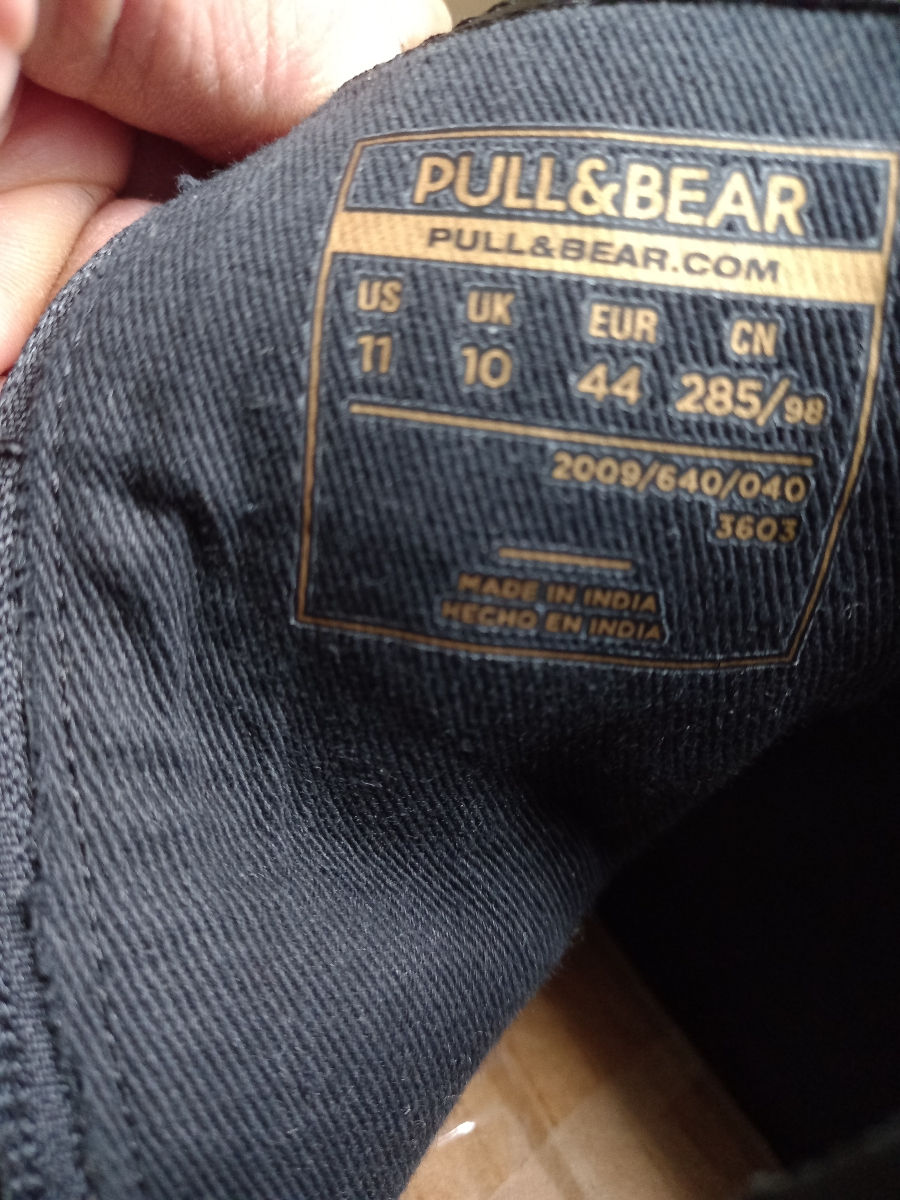 PULL&BEAR
PULL&BEAR.COM
US UK EUR CN
11 10 44 285/98
2009/640/040
3603
MADE IN INDIA
HECHO EN INDIA